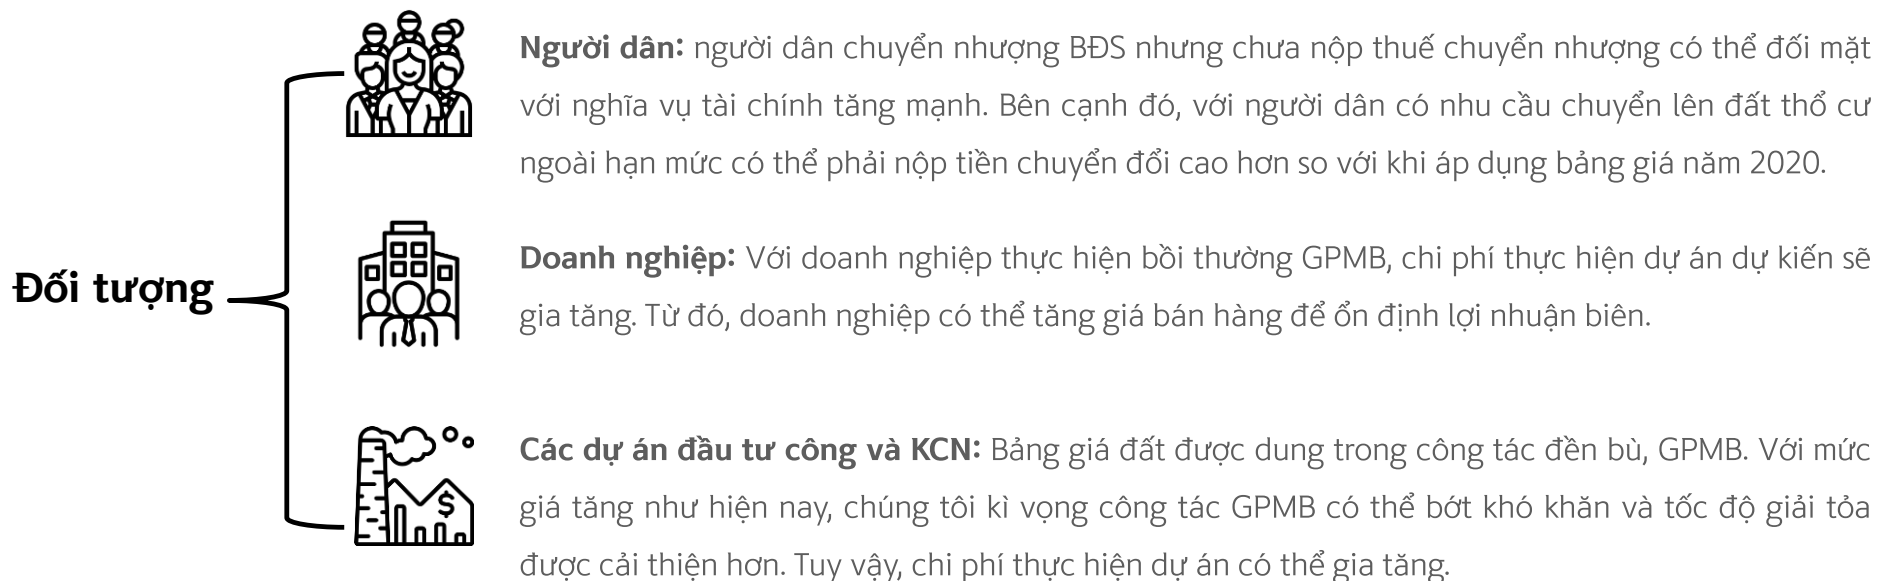 Đối tượng
Người dân: người dân chuyển nhượng BĐS nhưng chưa nộp thuế chuyển nhượng có thể đối mặt
với nghĩa vụ tài chính tăng mạnh. Bên cạnh đó, với người dân có nhu cầu chuyển lên đất thổ cư
ngoài hạn mức có thể phải nộp tiền chuyển đổi cao hơn so với khi áp dụng bảng giá năm 2020.
Doanh nghiệp: Với doanh nghiệp thực hiện bồi thường GPMB, chi phí thực hiện dự án dự kiến sẽ
gia tăng. Từ đó, doanh nghiệp có thể tăng giá bán hàng để ổn định lợi nhuận biên.
Các dự án đầu tư công và KCN: Bảng giá đất được dung trong công tác đền bù, GPMB. Với mức
giá tăng như hiện nay, chúng tôi kì vọng công tác GPMB có thể bớt khó khăn và tốc độ giải tỏa
được cải thiện hơn. Tuy vậy, chi phí thực hiện dự án có thể gia tăng.